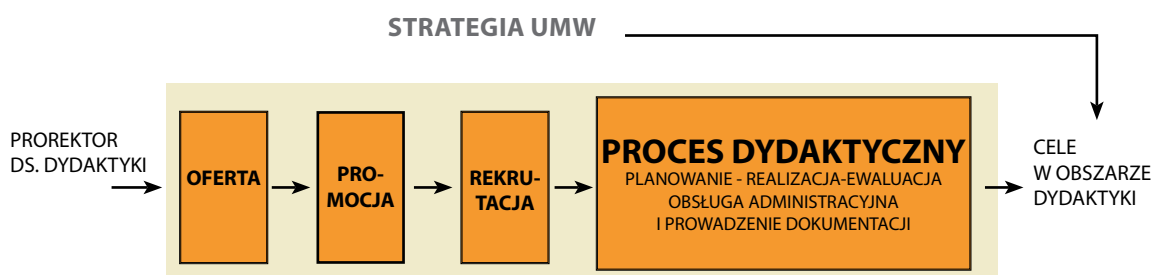 STRATEGIA UMW
PROREKTOR
DS. DYDAKTYKI
OFERTA
PRO-
MOCJA
REKRU-
TACJA
PROCES DYDAKTYCZNY
PLANOWANIE - REALIZACJA-EWALUACJA
OBSŁUGA ADMINISTRACYJNA
I PROWADZENIE DOKUMENTACJI
CELE
W OBSZARZE
DYDAKTYKI